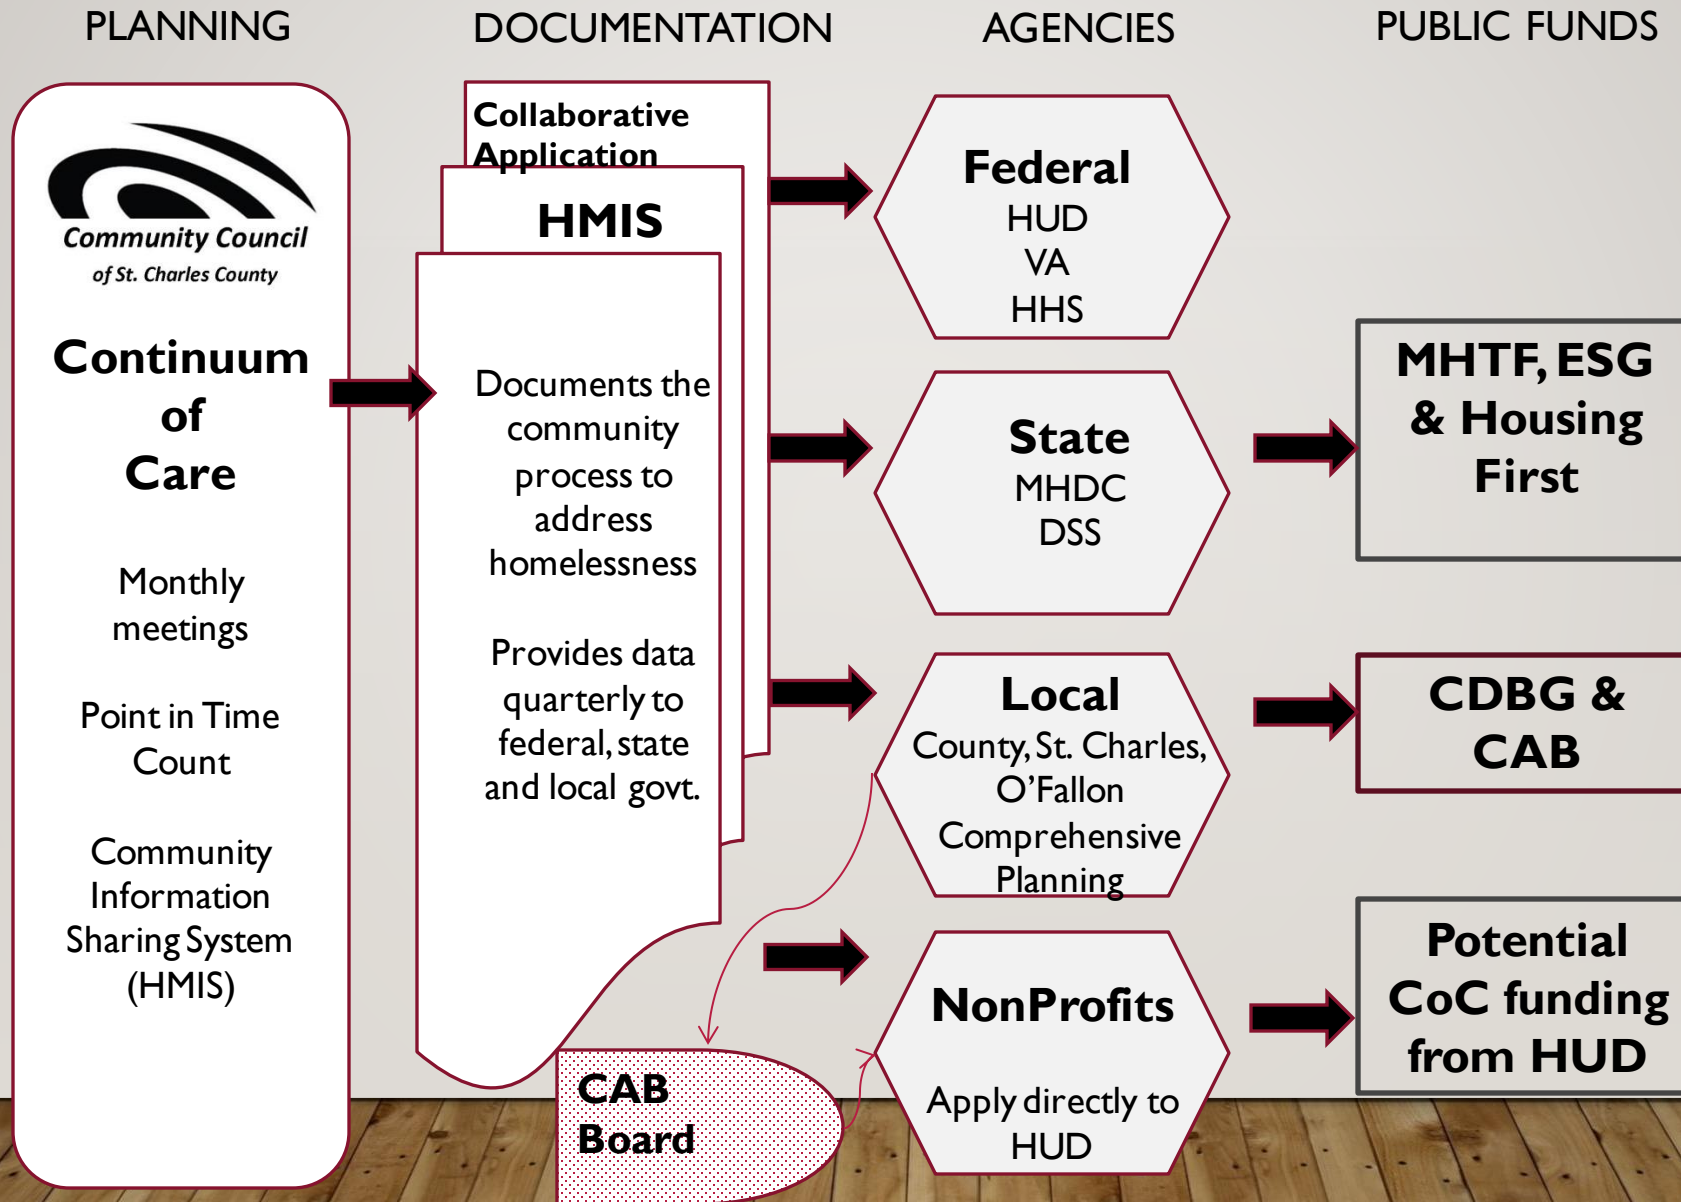 PLANNING
DOCUMENTATION
AGENCIES
PUBLIC FUNDS
Community Council
of St. Charles County
Continuum
of
Care
Monthly
meetings
Point in Time
Count
Community
Information
Sharing System
(HMIS)
Collaborative
Application
HMIS
Documents the
community
process to
address
homelessness
Provides data
quarterly to
federal, state
and local govt.
CAB
Board
Federal
HUD
VA
HHS
State
MHDC
DSS
Local
County, St. Charles,
O'Fallon
Comprehensive
Planning
NonProfits
Apply directly to
HUD
MHTF, ESG
& Housing
First
CDBG &
CAB
Potential
CoC funding
from HUD